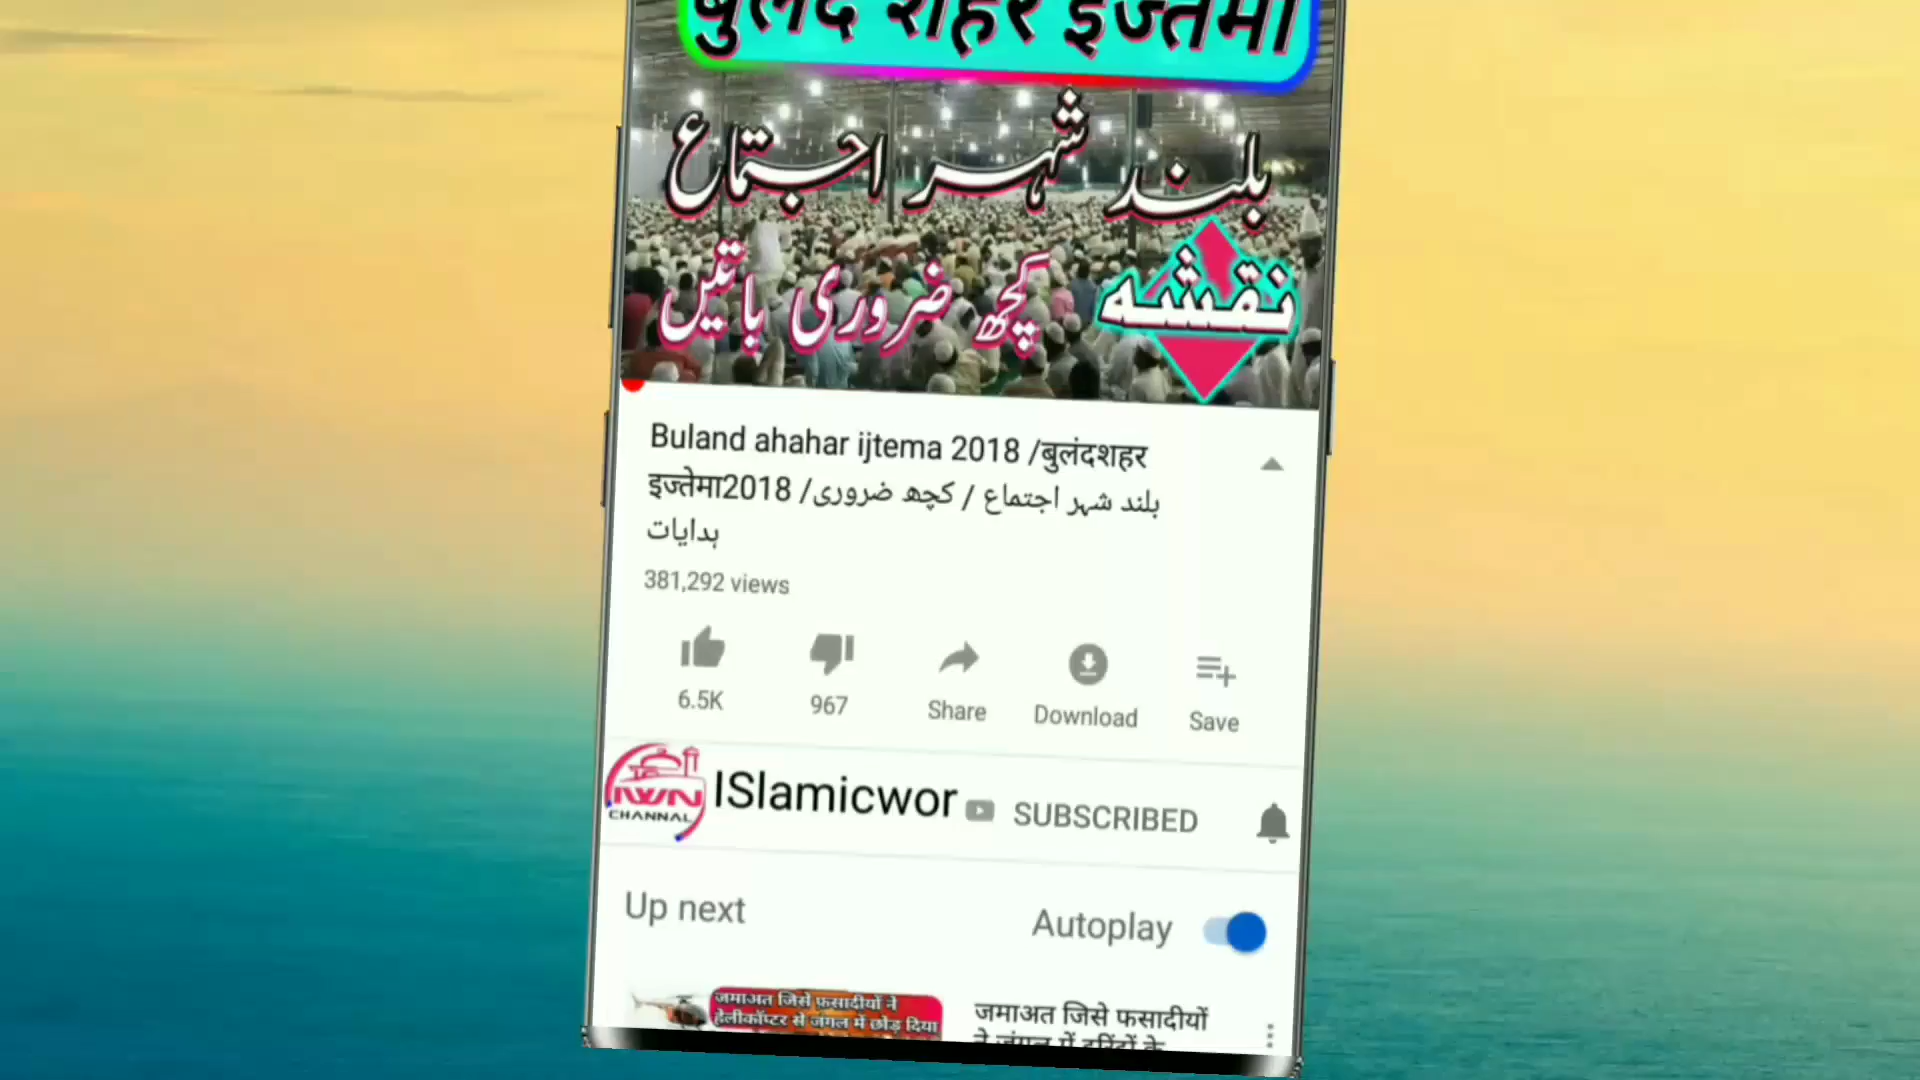 बुलंद शहर इज्तेमा
بلند شہر اجتماع
نقشہ کچھ ضروری باتیں
Buland ahahar ijtema 2018 /बुलंदशहर
इज्तेमा2018 /بلند شہر اجتماع / کچھ ضروری
ہدایات
381,292 views
6.5K 967 Share Download Save
IWN
CHANNAL
ISlamicwor SUBSCRIBED
Up next Autoplay
जमाअत जिसे फ़सादीयों ने
हेलीकॉप्टर से जंगल में छोड़ दिया
जमाअत जिसे फसादीयों
ने जंगल में दरिंदों के